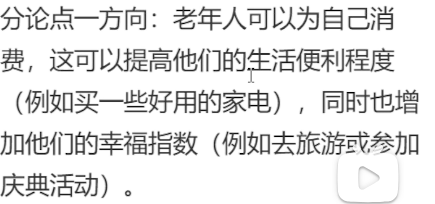 分论点一方向：老年人可以为自己消
费，这可以提高他们的生活便利程度
（例如买一些好用的家电），同时也增
加他们的幸福指数（例如去旅游或参加
庆典活动）。